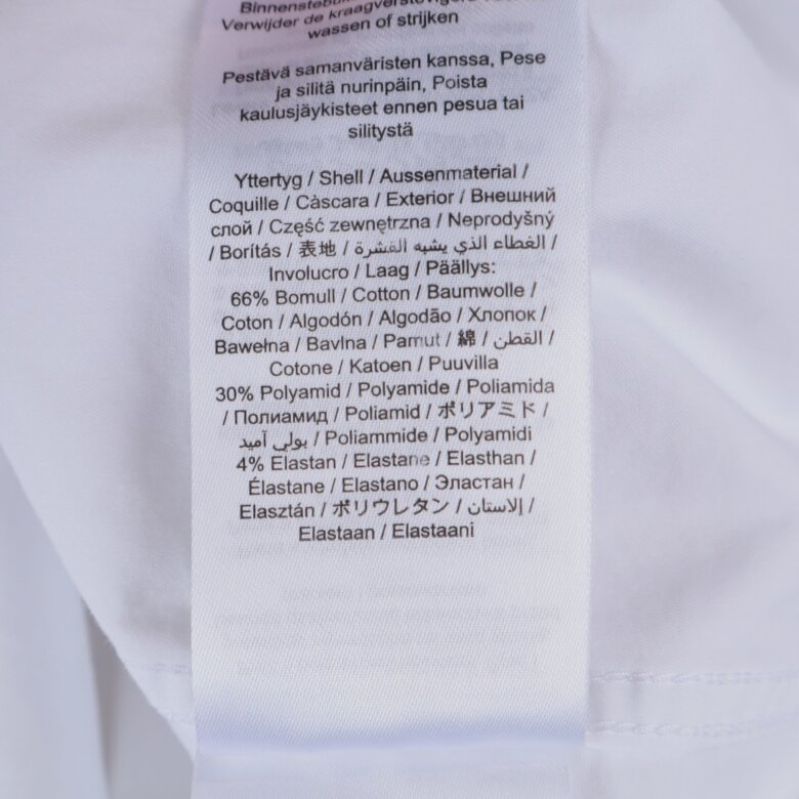 Verwijder de kraagverstevigers
wassen of strijken
Pestävä samanväristen kanssa, Pese
ja silitä nurinpäin, Poista
kaulusjäykisteet ennen pesua tai
silitystä
Yttertyg / Shell / Aussenmaterial /
Coquille / Càscara / Exterior / Внешний
слой / Część zewnętrzna / Neprodyšný
/ Borítás / 表地 / الغطاء الذي يشبه القشرة /
Involucro / Laag / Päällys:
66% Bomull / Cotton / Baumwolle /
Coton / Algodón / Algodão / Хлопок /
Bawełna / Bavlna / Pamut / 綿 / القطن /
Cotone / Katoen / Puuvilla
30% Polyamid / Polyamide / Poliamida
/ Полиамид / Poliamid / ポリアミド /
بولي آميد / Poliammide / Polyamidi
4% Elastan / Elastane / Elasthan /
Élastane / Elastano / Эластан /
Elasztán / ポリウレタン / الاستان /
Elastaan / Elastaani